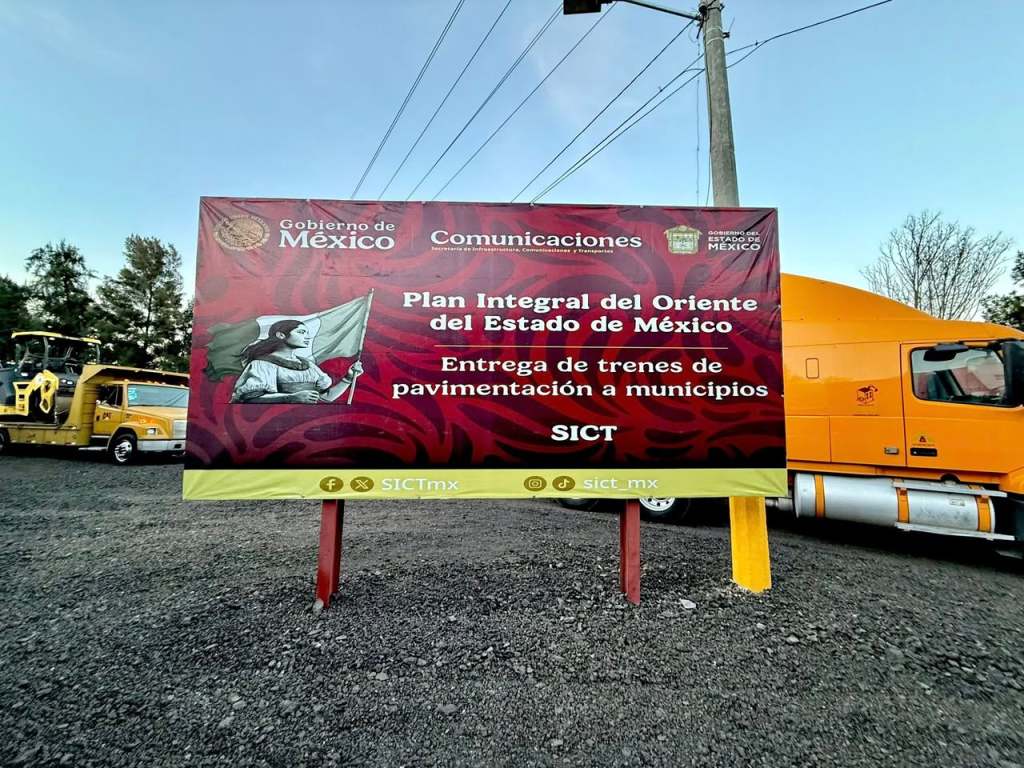 Gobierno de
México
Comunicaciones
Secretaría de Infraestructura, Comunicaciones y Transportes
GOBIERNO DEL
ESTADO DE
MÉXICO
Plan Integral del Oriente
del Estado de México
Entrega de trenes de
pavimentación a municipios
SICT
SICTmx
sict_mx